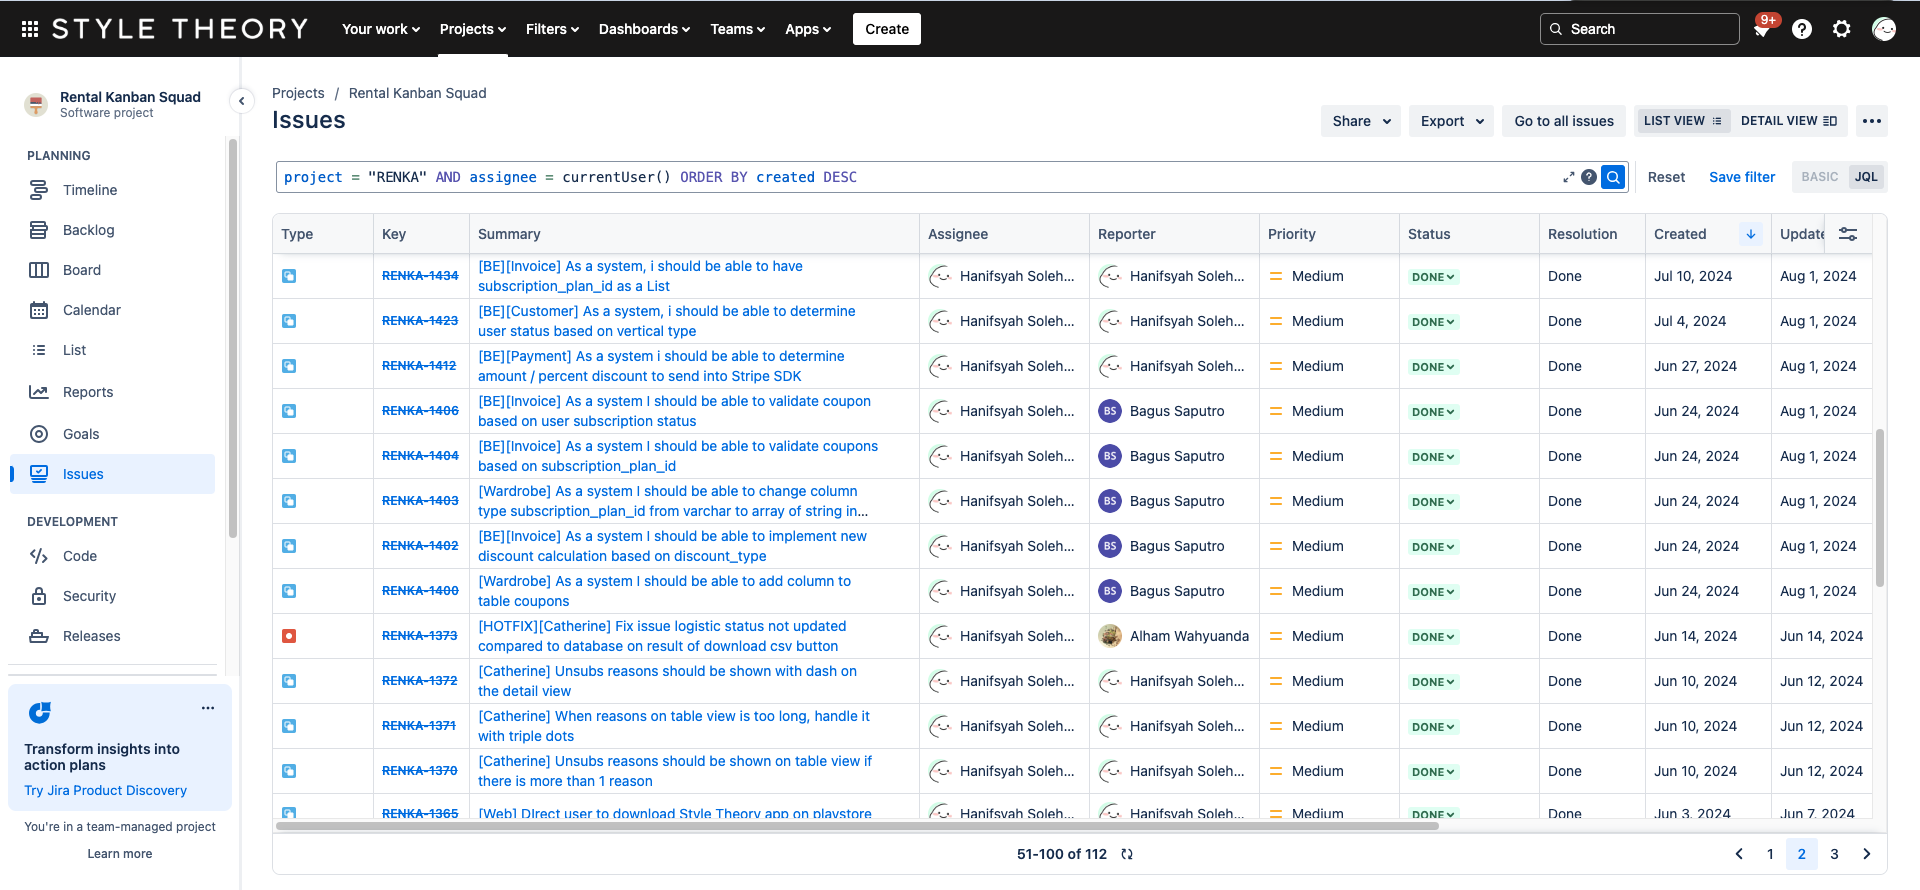 STYLE THEORY Your work Projects Filters Dashboards Teams Apps Create Search 9+
Rental Kanban Squad
Software project
PLANNING
Timeline
Backlog
Board
Calendar
List
Reports
Goals
Issues
DEVELOPMENT
Code
Security
Releases
Transform insights into
action plans
Try Jira Product Discovery
You're in a team-managed project
Learn more
Projects / Rental Kanban Squad
Issues
Share Export Go to all issues LIST VIEW DETAIL VIEW
project = "RENKA" AND assignee = currentUser() ORDER BY created DESC
Reset Save filter BASIC JQL
Type Key Summary Assignee Reporter Priority Status Resolution Created Update
RENKA-1434 [BE][Invoice] As a system, i should be able to have
subscription_plan_id as a List Hanifsyah Soleh... Hanifsyah Soleh... Medium DONE Done Jul 10, 2024 Aug 1, 2024
RENKA-1423 [BE][Customer] As a system, i should be able to determine
user status based on vertical type Hanifsyah Soleh... Hanifsyah Soleh... Medium DONE Done Jul 4, 2024 Aug 1, 2024
RENKA-1412 [BE][Payment] As a system i should be able to determine
amount / percent discount to send into Stripe SDK Hanifsyah Soleh... Hanifsyah Soleh... Medium DONE Done Jun 27, 2024 Aug 1, 2024
RENKA-1406 [BE][Invoice] As a system I should be able to validate coupon
based on user subscription status Hanifsyah Soleh... BS Bagus Saputro Medium DONE Done Jun 24, 2024 Aug 1, 2024
RENKA-1404 [BE][Invoice] As a system I should be able to validate coupons
based on subscription_plan_id Hanifsyah Soleh... BS Bagus Saputro Medium DONE Done Jun 24, 2024 Aug 1, 2024
RENKA-1403 [Wardrobe] As a system I should be able to change column
type subscription_plan_id from varchar to array of string in... Hanifsyah Soleh... BS Bagus Saputro Medium DONE Done Jun 24, 2024 Aug 1, 2024
RENKA-1402 [BE][Invoice] As a system I should be able to implement new
discount calculation based on discount_type Hanifsyah Soleh... BS Bagus Saputro Medium DONE Done Jun 24, 2024 Aug 1, 2024
RENKA-1400 [Wardrobe] As a system I should be able to add column to
table coupons Hanifsyah Soleh... BS Bagus Saputro Medium DONE Done Jun 24, 2024 Aug 1, 2024
RENKA-1373 [HOTFIX][Catherine] Fix issue logistic status not updated
compared to database on result of download csv button Hanifsyah Soleh... Alham Wahyuanda Medium DONE Done Jun 14, 2024 Jun 14, 2024
RENKA-1372 [Catherine] Unsubs reasons should be shown with dash on
the detail view Hanifsyah Soleh... Hanifsyah Soleh... Medium DONE Done Jun 10, 2024 Jun 12, 2024
RENKA-1371 [Catherine] When reasons on table view is too long, handle it
with triple dots Hanifsyah Soleh... Hanifsyah Soleh... Medium DONE Done Jun 10, 2024 Jun 12, 2024
RENKA-1370 [Catherine] Unsubs reasons should be shown on table view if
there is more than 1 reason Hanifsyah Soleh... Hanifsyah Soleh... Medium DONE Done Jun 10, 2024 Jun 12, 2024
RENKA-1365 [Web] DIrect user to download Style Theory app on playstore Hanifsyah Soleh... Hanifsyah Soleh... Medium DONE Done Jun 3, 2024 Jun 7, 2024
51-100 of 112 1 2 3